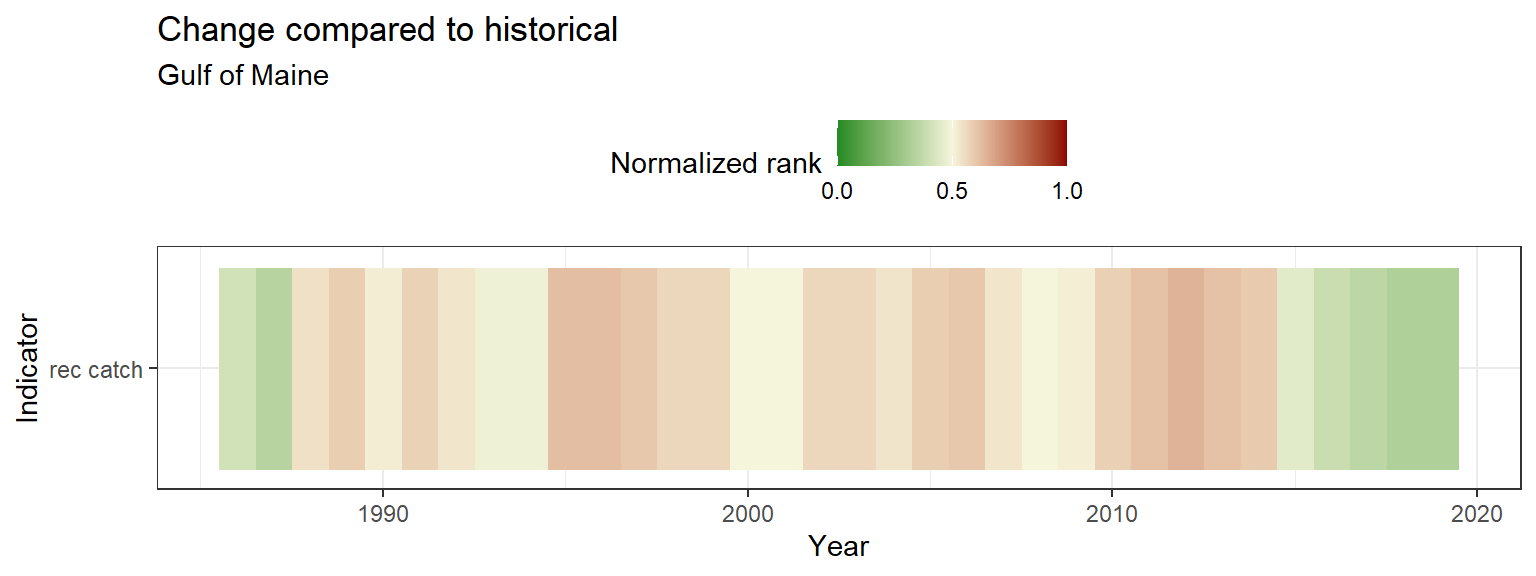 Change compared to historical
Gulf of Maine
Normalized rank
0.0 0.5 1.0
Indicator
rec catch
1990 2000 2010 2020
Year